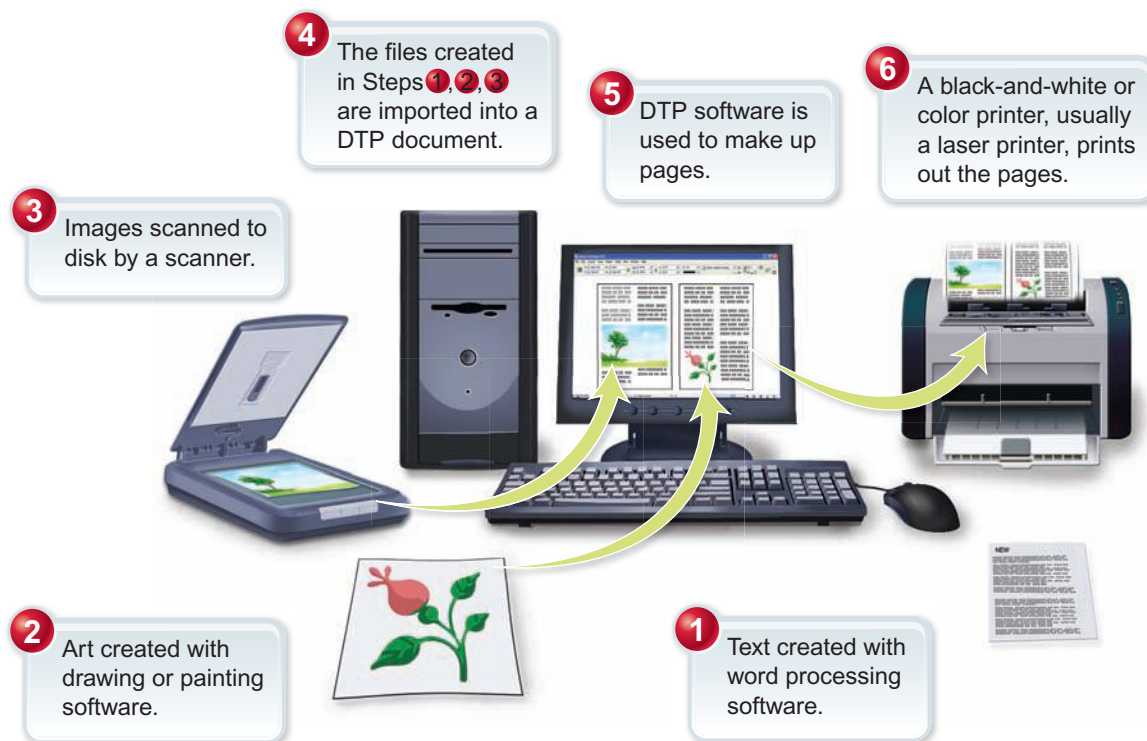 4
The files created
in Steps 1, 2, 3
are imported into a
DTP document.
5
DTP software is
used to make up
pages.
6
A black-and-white or
color printer, usually
a laser printer, prints
out the pages.
3
Images scanned to
disk by a scanner.
NEW
2
Art created with
drawing or painting
software.
1
Text created with
word processing
software.